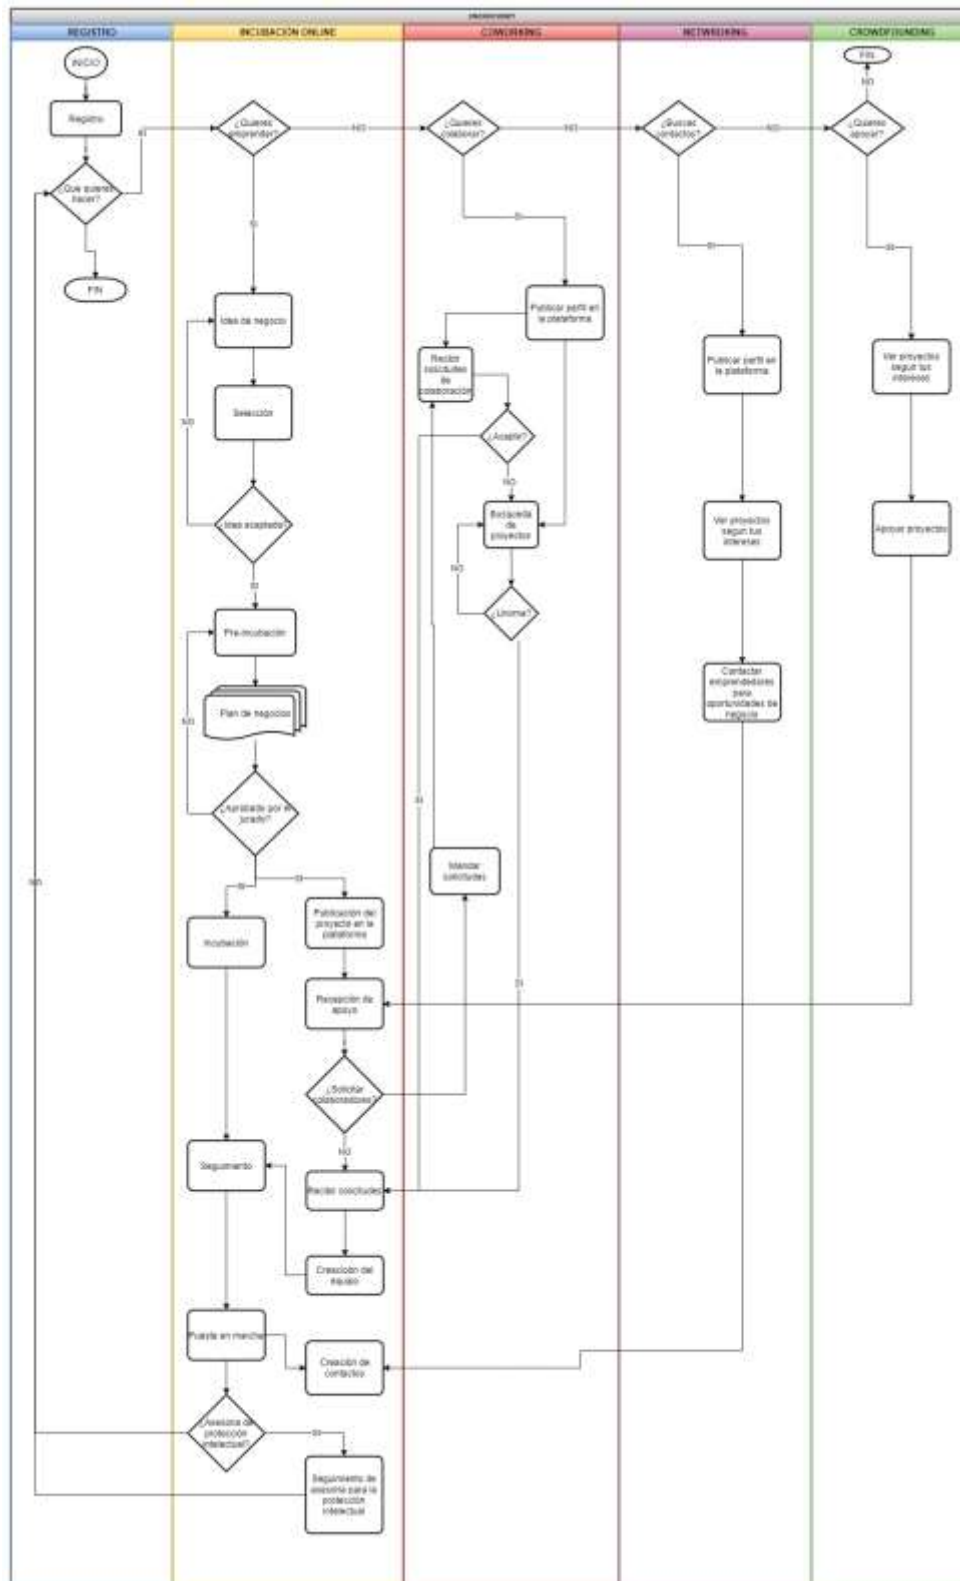 REGISTRO
INCUBACIÓN ONLINE
COWORKING
NETWROKING
CROWDFOUNDING
INICIO
Registro
¿Que quieres
hacer?
FIN
SI
¿Quieres
emprender?
NO
SI
Idea de negocio
Selección
¿Idea aceptada?
NO
SI
Pre-incubación
Plan de negocios
¿Aprobado por el
jurado?
NO
SI
SI
Incubación
Publicación del
proyecto en la
plataforma
Recepción de
apoyo
¿Solicitar
colaboradores?
NO
Recibir solicitudes
Creación del
equipo
Seguimiento
Puesta en marcha
Creación de
contactos
¿Asesoria de
protección
intelectual?
SI
NO
Seguimiento de
asesoria para la
protección
intelectual
¿Quieres
colaborar?
NO
SI
Publicar perfil en
la plataforma
Recibir
solicitudes
de
colaboración
¿Acepta?
NO
SI
Búsqueda
de
proyectos
NO
¿Unirme?
SI
Mandar
solicitudes
¿Buscas
contactos?
NO
SI
Publicar perfil en
la plataforma
Ver proyectos
segun tus
intereses
Contactar
emprendedores
para
oportunidades de
negocio
FIN
NO
¿Quieres
apoyar?
SI
Ver proyectos
según tus
intereses
Apoyar proyectos